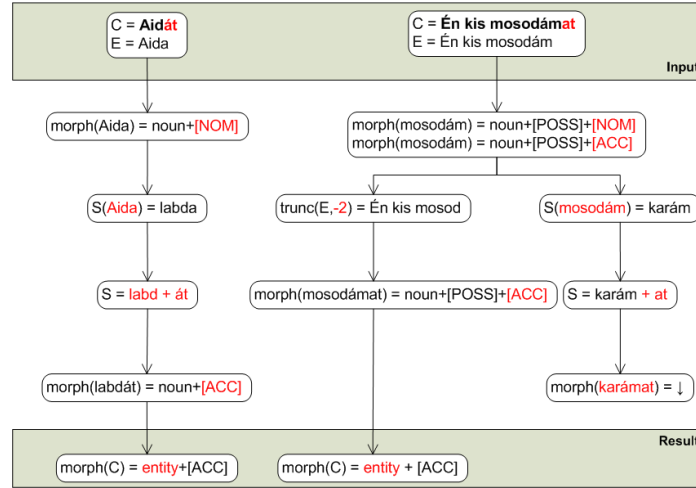 C = Aidát
E = Aida
C = Én kis mosodámat
E = Én kis mosodám
Input
morph(Aida) = noun+[NOM]
morph(mosodám) = noun+[POSS]+[NOM]
morph(mosodám) = noun+[POSS]+[ACC]
S(Aida) = labda
trunc(E,-2) = Én kis mosod
S(mosodám) = karám
S = labd + át
morph(mosodámat) = noun+[POSS]+[ACC]
S = karám + at
morph(labdát) = noun+[ACC]
morph(karámat) = ↓
Result
morph(C) = entity+[ACC]
morph(C) = entity + [ACC]